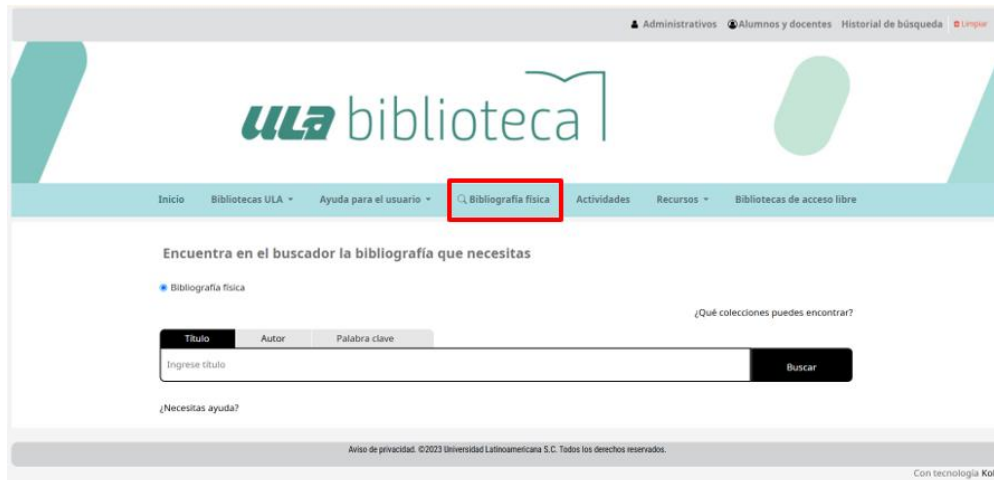 Administrativos Alumnos y docentes Historial de búsqueda Limpiar
ULA biblioteca
Inicio Bibliotecas ULA Ayuda para el usuario Bibliografía física Actividades Recursos Bibliotecas de acceso libre
Encuentra en el buscador la bibliografía que necesitas
Bibliografía física
¿Qué colecciones puedes encontrar?
Título Autor Palabra clave
Ingrese título Buscar
¿Necesitas ayuda?
Aviso de privacidad. ©2023 Universidad Latinoamericana S.C. Todos los derechos reservados.
Con tecnología